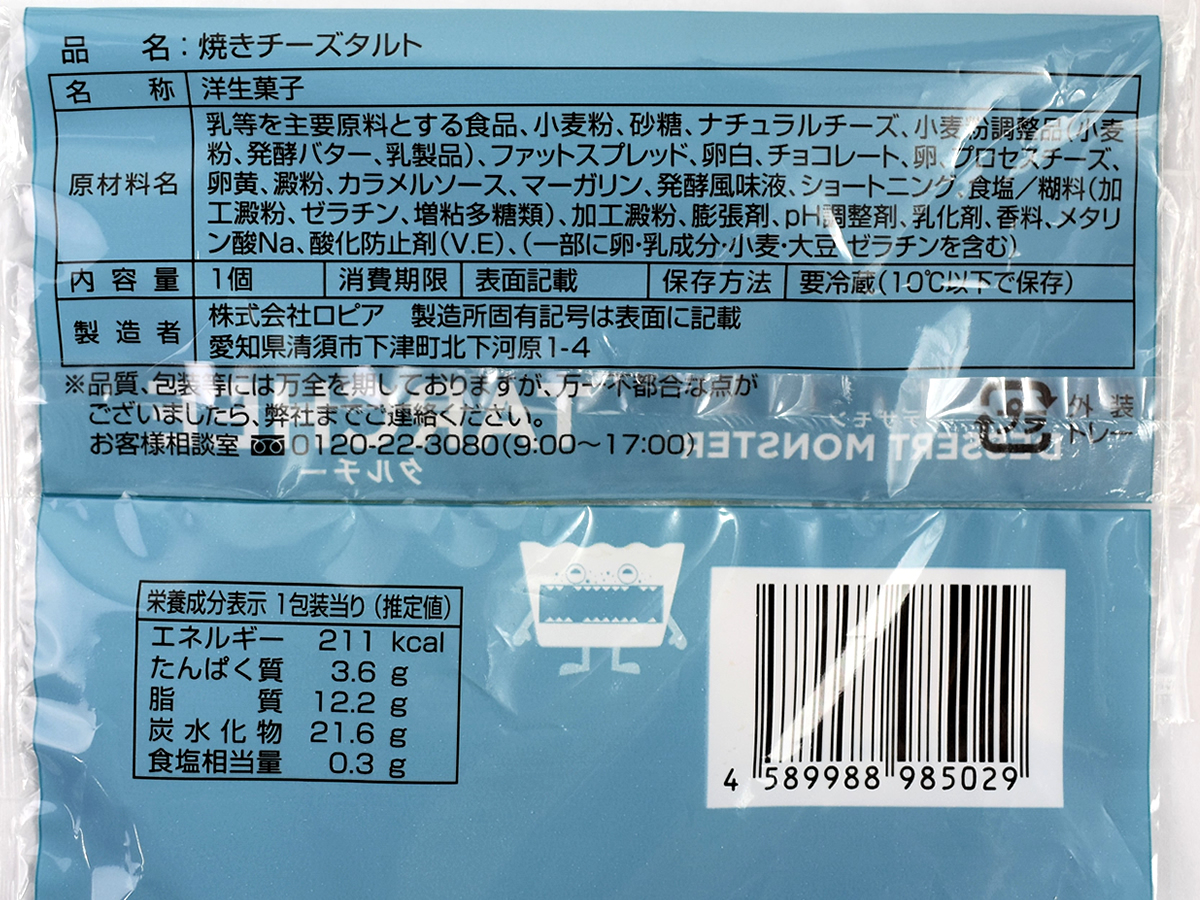 品名：焼きチーズタルト
名称 洋生菓子
原材料名 乳等を主要原料とする食品、小麦粉、砂糖、ナチュラルチーズ、小麦粉調整品（小麦
粉、発酵バター、乳製品）、ファットスプレッド、卵白、チョコレート、卵、プロセスチーズ、
卵黄、澱粉、カラメルソース、マーガリン、発酵風味液、ショートニング、食塩／糊料（加
工澱粉、ゼラチン、増粘多糖類）、加工澱粉、膨張剤、pH調整剤、乳化剤、香料、メタリ
ン酸Na、酸化防止剤（V.E）、（一部に卵・乳成分・小麦・大豆・ゼラチンを含む）
内容量 1個 消費期限 表面記載 保存方法 要冷蔵（10℃以下で保存）
製造者 株式会社ロピア 製造所固有記号は表面に記載
愛知県清須市下津町北下河原1-4
※品質、包装等には万全を期しておりますが、万一不都合な点が
ございましたら、弊社までご連絡ください。
お客様相談室 0120-22-3080(9:00〜17:00)
プラ
外装
トレー
DESSERT MONSTER
タルチー
栄養成分表示 1包装当り（推定値）
エネルギー 211 kcal
たんぱく質 3.6 g
脂質 12.2 g
炭水化物 21.6 g
食塩相当量 0.3 g
4 589988 985029